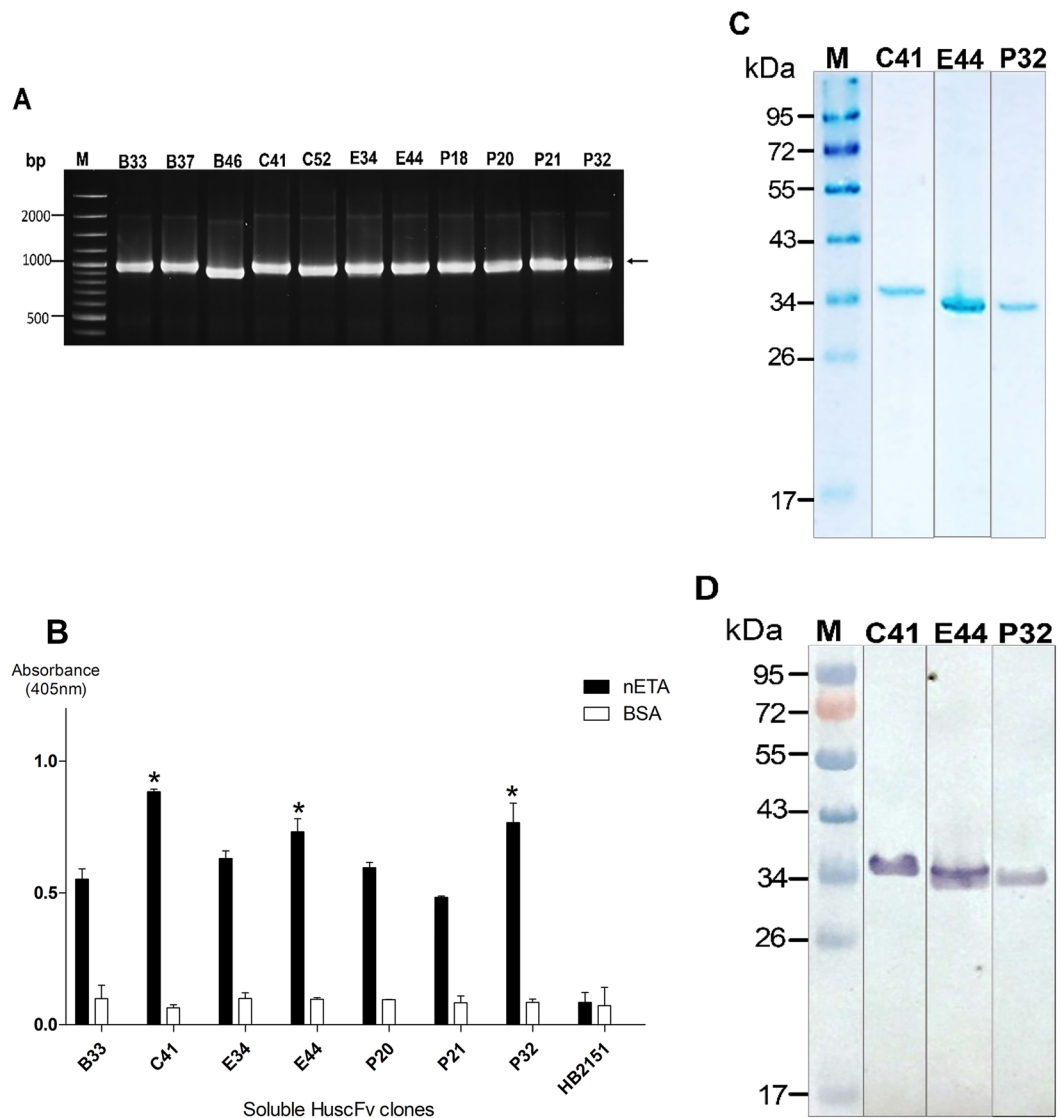 A
bp M B33 B37 B46 C41 C52 E34 E44 P18 P20 P21 P32
2000
1000
500
B
Absorbance
(405nm)
nETA
BSA
1.0
0.5
0.0
* * *
B33 C41 E34 E44 P20 P21 P32 HB2151
Soluble HuscFv clones
C
kDa M C41 E44 P32
95
72
55
43
34
26
17
D
kDa M C41 E44 P32
95
72
55
43
34
26
17